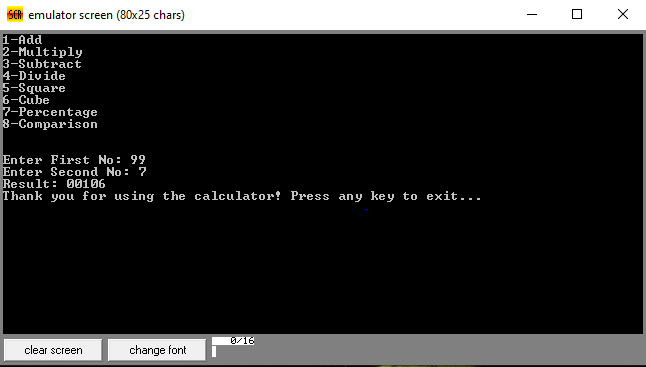 emulator screen (80x25 chars)
1-Add
2-Multiply
3-Subtract
4-Divide
5-Square
6-Cube
7-Percentage
8-Comparison
Enter First No: 99
Enter Second No: 7
Result: 00106
Thank you for using the calculator! Press any key to exit...
clear screen
change font
0/16